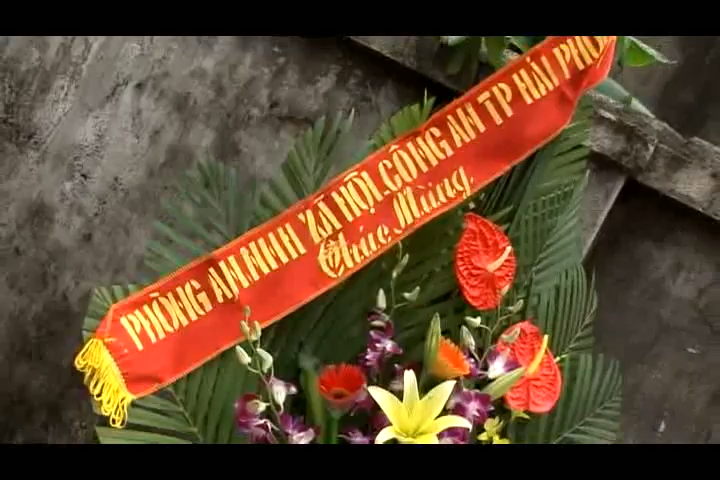 PHÒNG AN NINH XÃ HỘI CÔNG AN TP HẢI PHÒ
Chúc Mừng